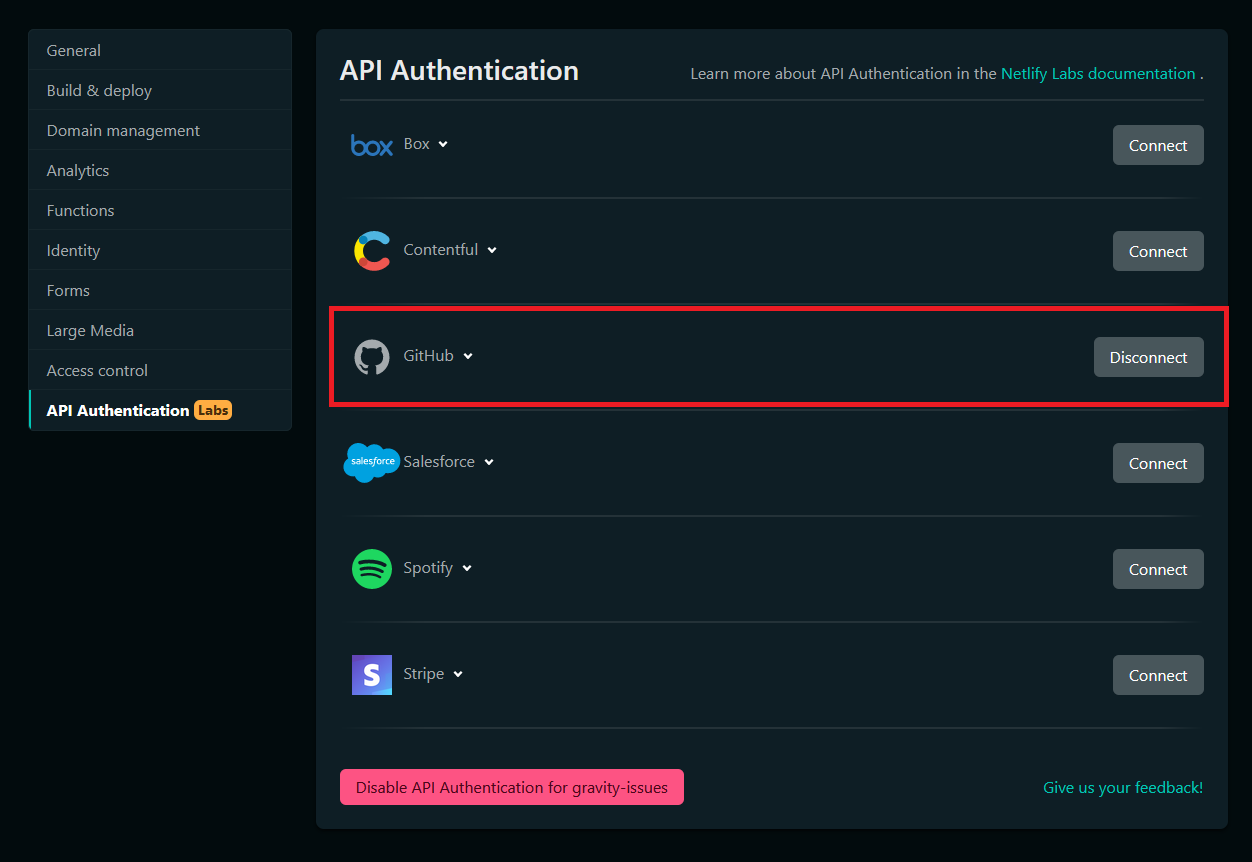 General
Build & deploy
Domain management
Analytics
Functions
Identity
Forms
Large Media
Access control
API Authentication Labs
API Authentication
Learn more about API Authentication in the Netlify Labs documentation .
box Box Connect
Contentful Connect
GitHub Disconnect
salesforce Salesforce Connect
Spotify Connect
S Stripe Connect
Disable API Authentication for gravity-issues
Give us your feedback!